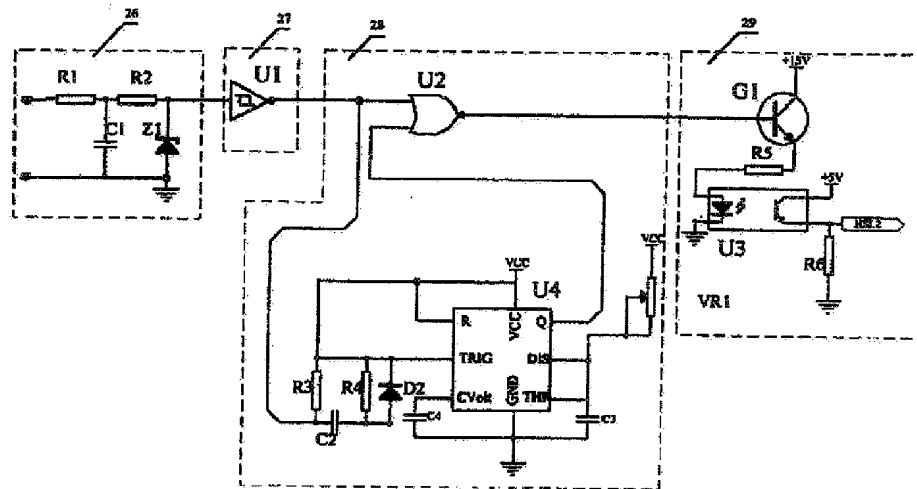 26
27
28
29
R1
R2
C1
Z1
U1
U2
G1
+15V
R5
+5V
U3
R6
VR1
VCC
VCC
U4
R
VCC
Q
TRIG
DIS
CVolt
GND
THR
R3
R4
D2
C2
C4
C3